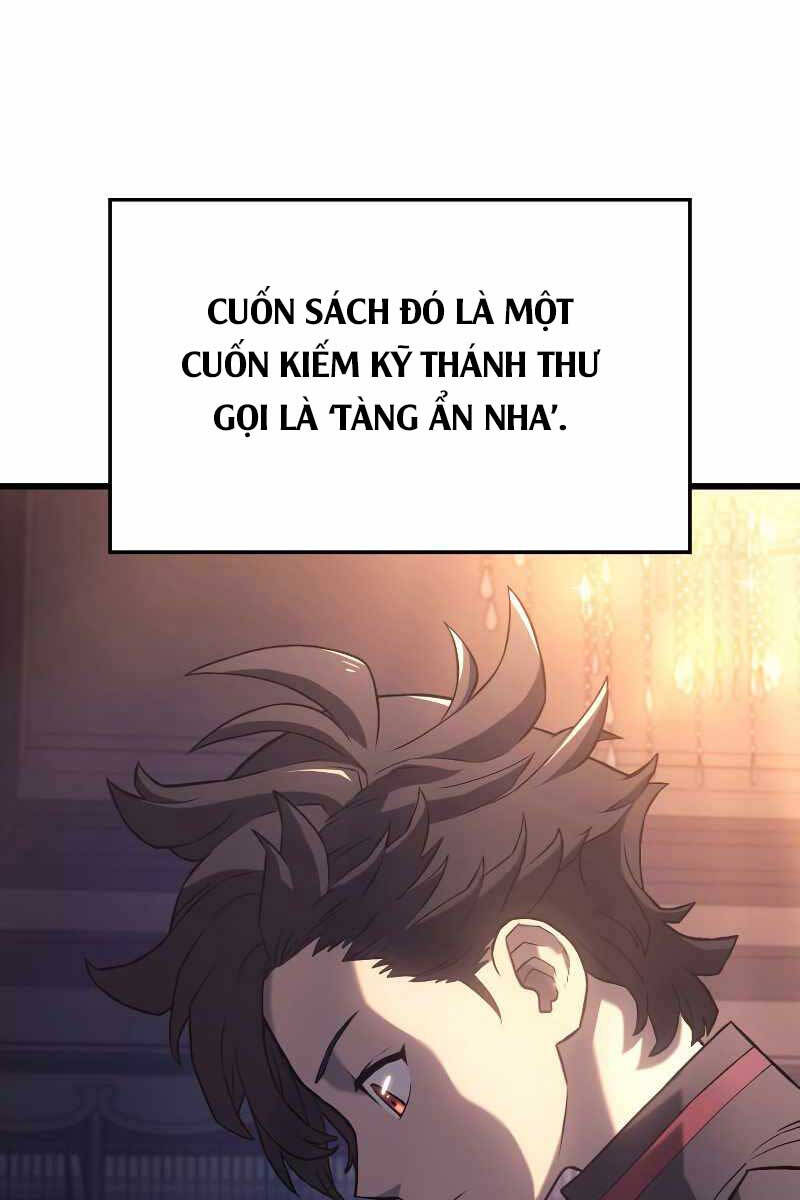 CUỐN SÁCH ĐÓ LÀ MỘT
CUỐN KIẾM KỸ THÁNH THƯ
GỌI LÀ ‘TÀNG ẨN NHA’.